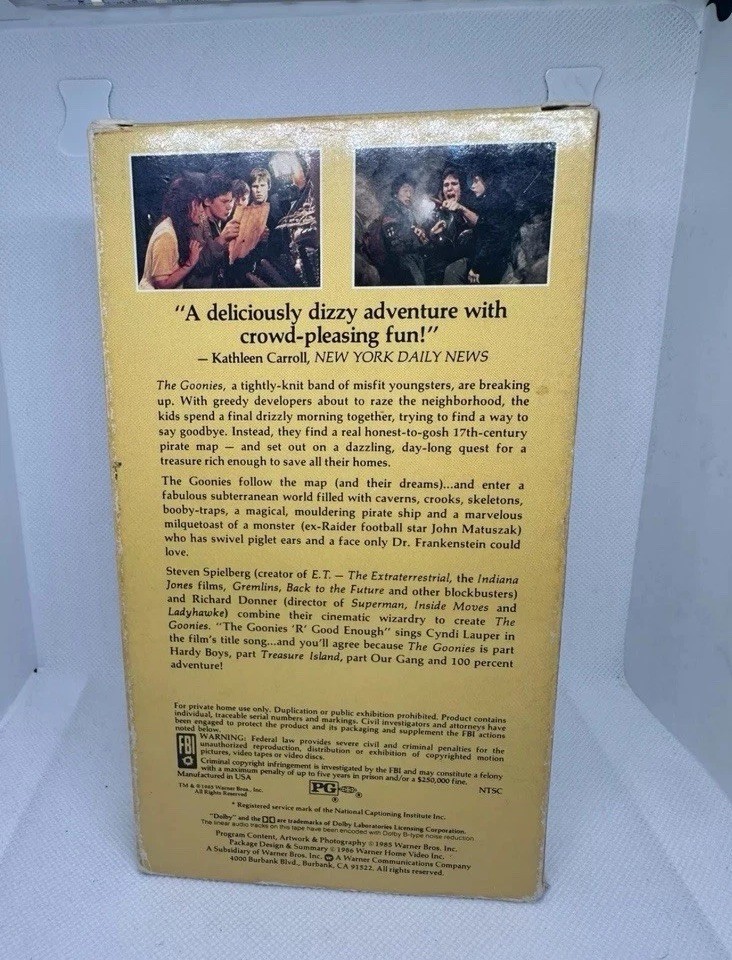 "A deliciously dizzy adventure with
crowd-pleasing fun!"
— Kathleen Carroll, NEW YORK DAILY NEWS
The Goonies, a tightly-knit band of misfit youngsters, are breaking
up. With greedy developers about to raze the neighborhood, the
kids spend a final drizzly morning together, trying to find a way to
say goodbye. Instead, they find a real honest-to-gosh 17th-century
pirate map — and set out on a dazzling, day-long quest for a
treasure rich enough to save all their homes.
The Goonies follow the map (and their dreams)...and enter a
fabulous subterranean world filled with caverns, crooks, skeletons,
booby-traps, a magical, mouldering pirate ship and a marvelous
milquetoast of a monster (ex-Raider football star John Matuszak)
who has swivel piglet ears and a face only Dr. Frankenstein could
love.
Steven Spielberg (creator of E.T. — The Extraterrestrial, the Indiana
Jones films, Gremlins, Back to the Future and other blockbusters)
and Richard Donner (director of Superman, Inside Moves and
Ladyhawke) combine their cinematic wizardry to create The
Goonies. "The Goonies 'R' Good Enough" sings Cyndi Lauper in
the film's title song...and you'll agree because The Goonies is part
Hardy Boys, part Treasure Island, part Our Gang and 100 percent
adventure!
For private home use only. Duplication or public exhibition prohibited. Product contains
individual, traceable serial numbers and markings. Civil investigators and attorneys have
been engaged to protect the product and its packaging and supplement the FBI actions
noted below.
FBI
WARNING: Federal law provides severe civil and criminal penalties for the
unauthorized reproduction, distribution or exhibition of copyrighted motion
pictures, video tapes or video discs.
Criminal copyright infringement is investigated by the FBI and may constitute a felony
with a maximum penalty of up to five years in prison and/or a $250,000 fine.
Manufactured in USA
NTSC
TM & © 1985 Warner Bros., Inc.
All Rights Reserved
PG ®
* Registered service mark of the National Captioning Institute Inc.
"Dolby" and the are trademarks of Dolby Laboratories Licensing Corporation.
The linear audio tracks on this tape have been encoded with Dolby B-type noise reduction.
Program Content, Artwork & Photography © 1985 Warner Bros. Inc.
Package Design & Summary © 1986 Warner Home Video Inc.
A Subsidiary of Warner Bros. Inc. A Warner Communications Company
4000 Burbank Blvd., Burbank, CA 91522. All rights reserved.